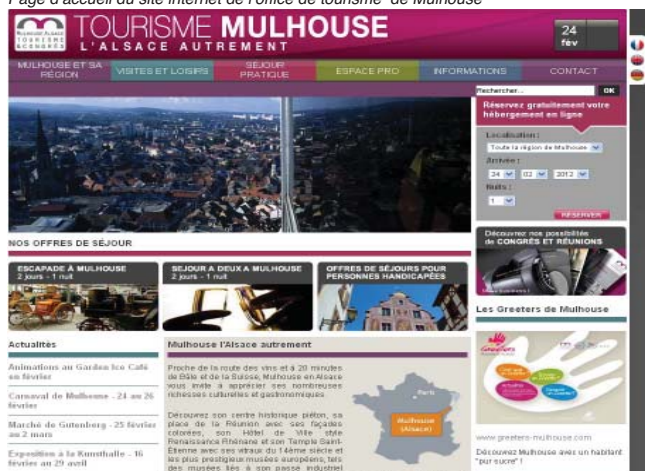 Page d'accueil du site Internet de l'office de tourisme de Mulhouse
MULHOUSE ALSACE
TOURISME
& CONGRÈS
TOURISME MULHOUSE
L'ALSACE AUTREMENT
24
fév
MULHOUSE ET SA RÉGION
VISITES ET LOISIRS
SÉJOUR PRATIQUE
ESPACE PRO
INFORMATIONS
CONTACT
Rechercher...
OK
Réservez gratuitement votre
hébergement en ligne
Localisation :
Toute la région de Mulhouse
Arrivée :
24 02 2012
Nuits :
1
RÉSERVER
NOS OFFRES DE SÉJOUR
ESCAPADE À MULHOUSE
2 jours - 1 nuit
SEJOUR A DEUX A MULHOUSE
2 jours - 1 nuit
OFFRES DE SÉJOURS POUR
PERSONNES HANDICAPÉES
Découvrez nos possibilités
de CONGRÈS ET RÉUNIONS
Les Greeters de Mulhouse
Greeters
www.greeters-mulhouse.com
Découvrez Mulhouse avec un habitant
"pur sucre" !
Actualités
Animations au Garden Ice Café
en février
Carnaval de Mulhouse - 24 au 26
février
Marché de Gutenberg - 25 février
au 2 mars
Exposition à la Kunsthalle - 16
février au 29 avril
Mulhouse l'Alsace autrement
Proche de la route des vins et à 20 minutes
de Bâle et de la Suisse, Mulhouse en Alsace
vous invite à apprécier ses nombreuses
richesses culturelles et gastronomiques.
Découvrez son centre historique piéton, sa
place de la Réunion avec ses façades
colorées, son Hôtel de Ville style
Renaissance Rhénane et son Temple Saint-
Étienne avec ses vitraux du 14ème siècle et
les plus prestigieux musées européens, tels
des musées liés à son passé industriel
Paris
Mulhouse
(Alsace)